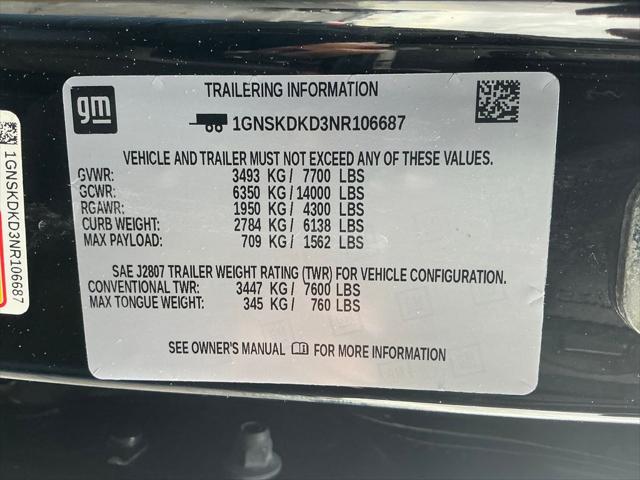 gm
TRAILERING INFORMATION
1GNSKDKD3NR106687
VEHICLE AND TRAILER MUST NOT EXCEED ANY OF THESE VALUES.
GVWR: 3493 KG/ 7700 LBS
GCWR: 6350 KG/14000 LBS
RGAWR: 1950 KG/ 4300 LBS
CURB WEIGHT: 2784 KG/ 6138 LBS
MAX PAYLOAD: 709 KG/ 1562 LBS
SAE J2807 TRAILER WEIGHT RATING (TWR) FOR VEHICLE CONFIGURATION.
CONVENTIONAL TWR: 3447 KG/ 7600 LBS
MAX TONGUE WEIGHT: 345 KG/ 760 LBS
SEE OWNER'S MANUAL FOR MORE INFORMATION
1GNSKDKD3NR106687